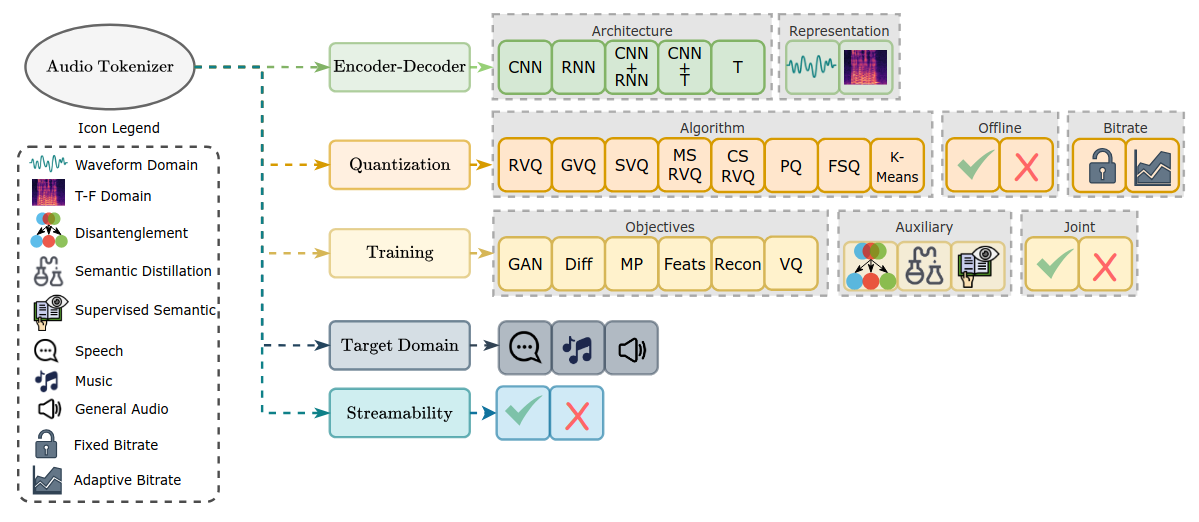 Audio Tokenizer
Encoder-Decoder
Architecture
CNN
RNN
CNN
+
RNN
CNN
+
T
T
Representation
Quantization
Algorithm
RVQ
GVQ
SVQ
MS
RVQ
CS
RVQ
PQ
FSQ
K-
Means
Offline
Bitrate
Training
Objectives
GAN
Diff
MP
Feats
Recon
VQ
Auxiliary
Joint
Target Domain
Streamability
Icon Legend
Waveform Domain
T-F Domain
Disantenglement
Semantic Distillation
Supervised Semantic
Speech
Music
General Audio
Fixed Bitrate
Adaptive Bitrate